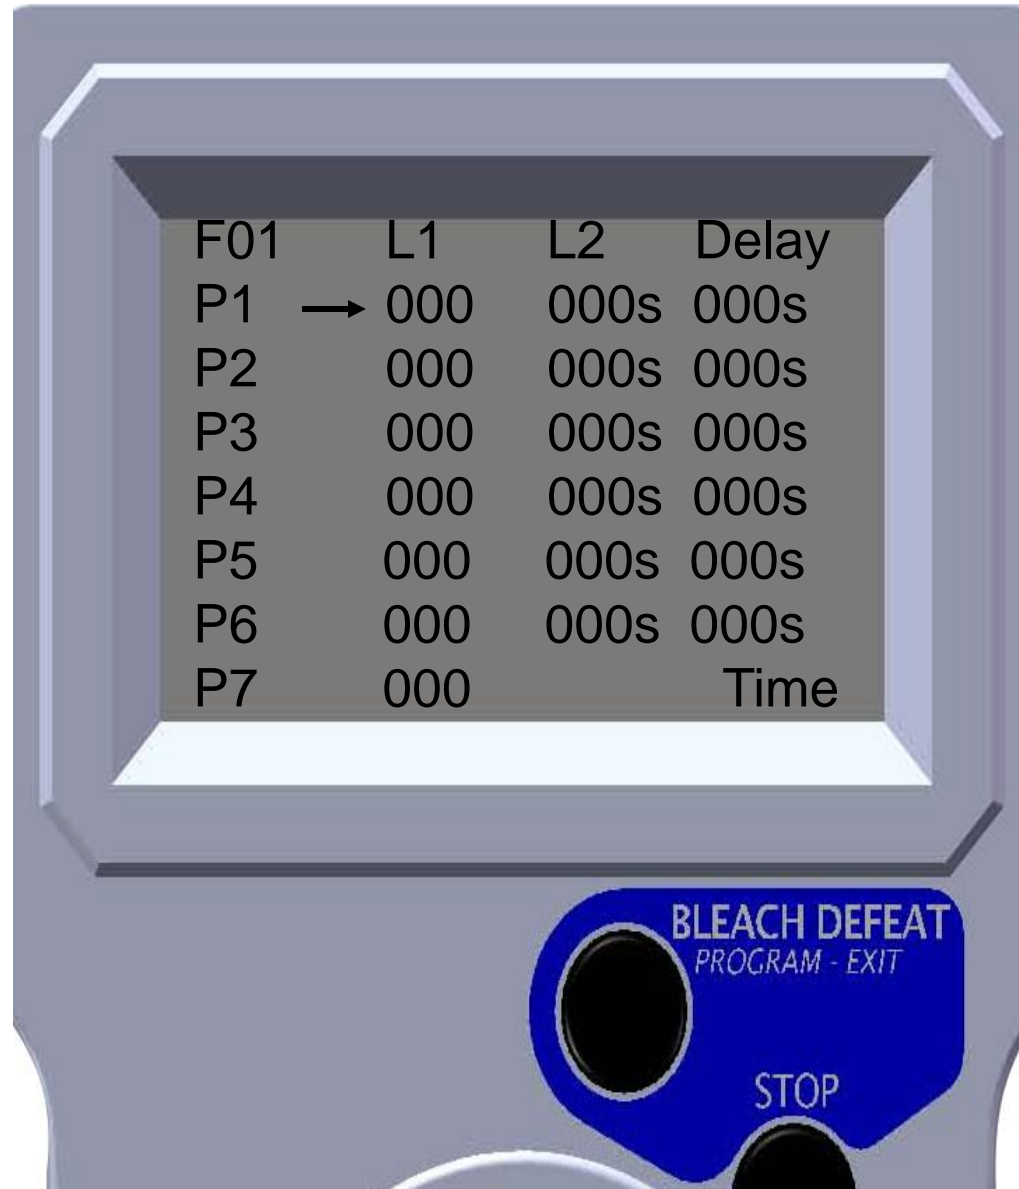 F01 L1 L2 Delay
P1 → 000 000s 000s
P2 000 000s 000s
P3 000 000s 000s
P4 000 000s 000s
P5 000 000s 000s
P6 000 000s 000s
P7 000 Time
BLEACH DEFEAT
PROGRAM - EXIT
STOP